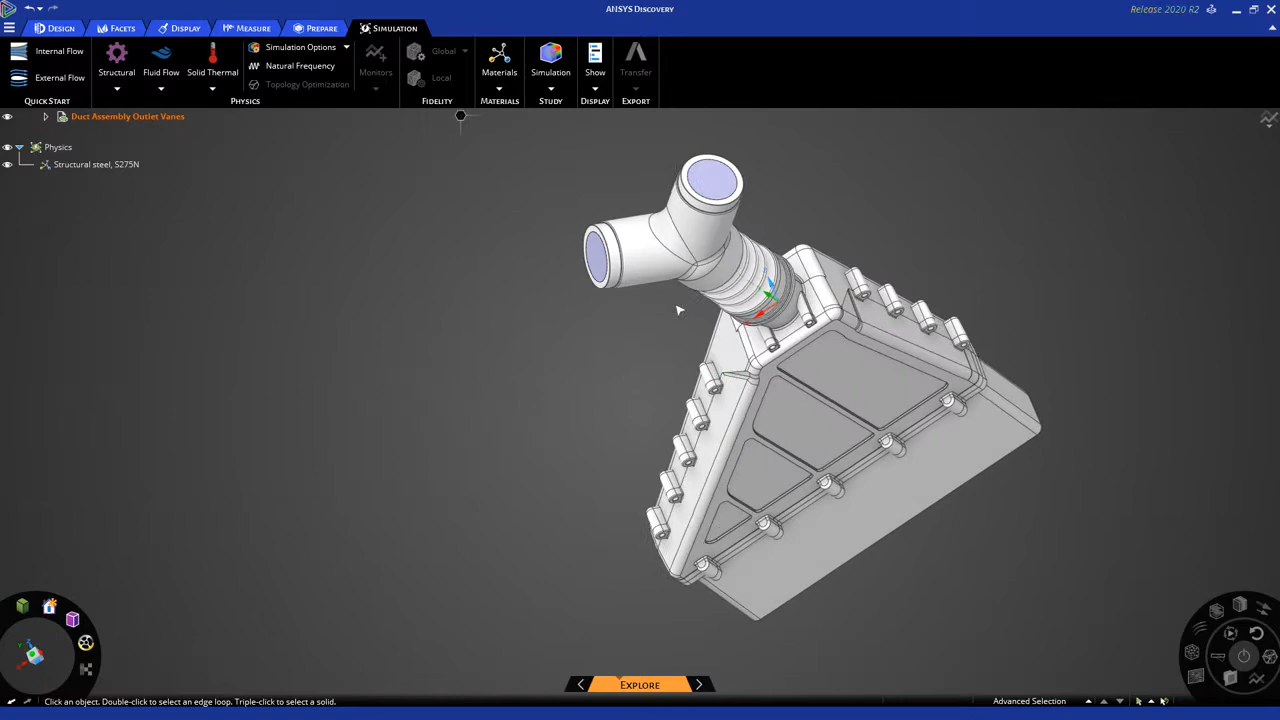 ANSYS Discovery
Release 2020 R2
DESIGN
FACETS
DISPLAY
MEASURE
PREPARE
SIMULATION
Internal Flow
External Flow
QUICK START
Structural
Fluid Flow
Solid Thermal
Simulation Options
Natural Frequency
Topology Optimization
PHYSICS
Monitors
Global
Local
FIDELITY
Materials
MATERIALS
Simulation
STUDY
Show
DISPLAY
Transfer
EXPORT
Duct Assembly Outlet Vanes
Physics
Structural steel, S275N
EXPLORE
Click an object. Double-click to select an edge loop. Triple-click to select a solid.
Advanced Selection